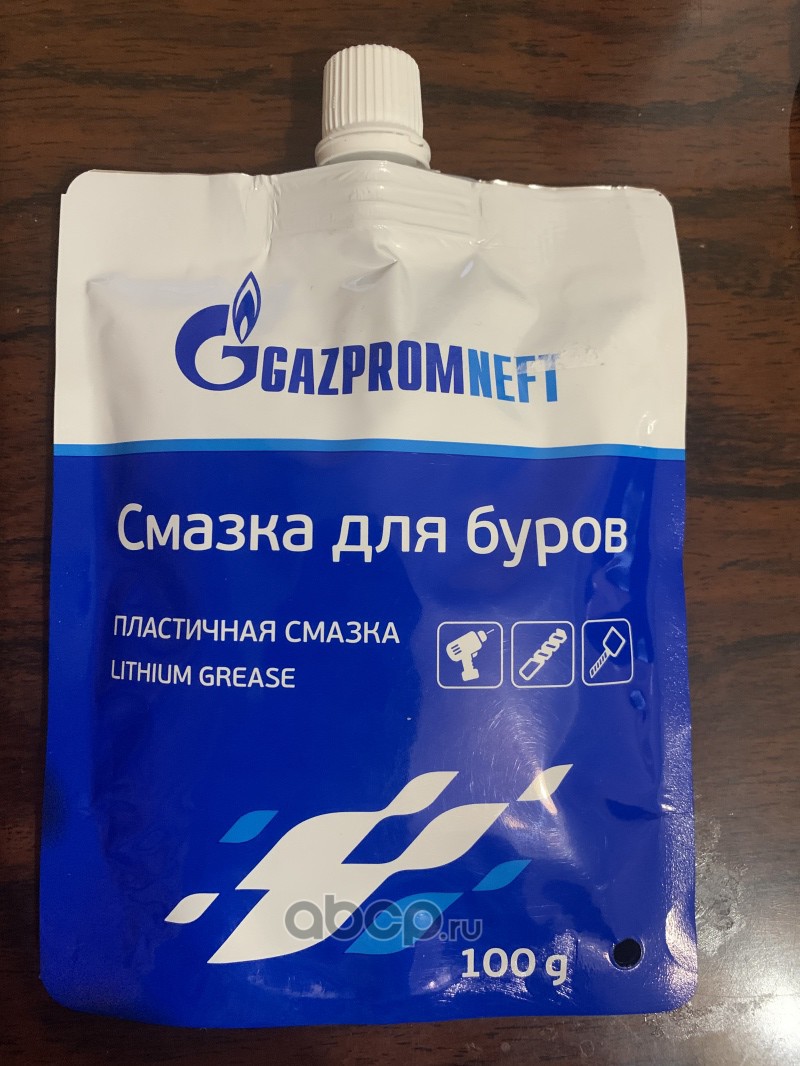 GAZPROMNEFT
Смазка для буров
ПЛАСТИЧНАЯ СМАЗКА
LITHIUM GREASE
abcp.ru
100 g